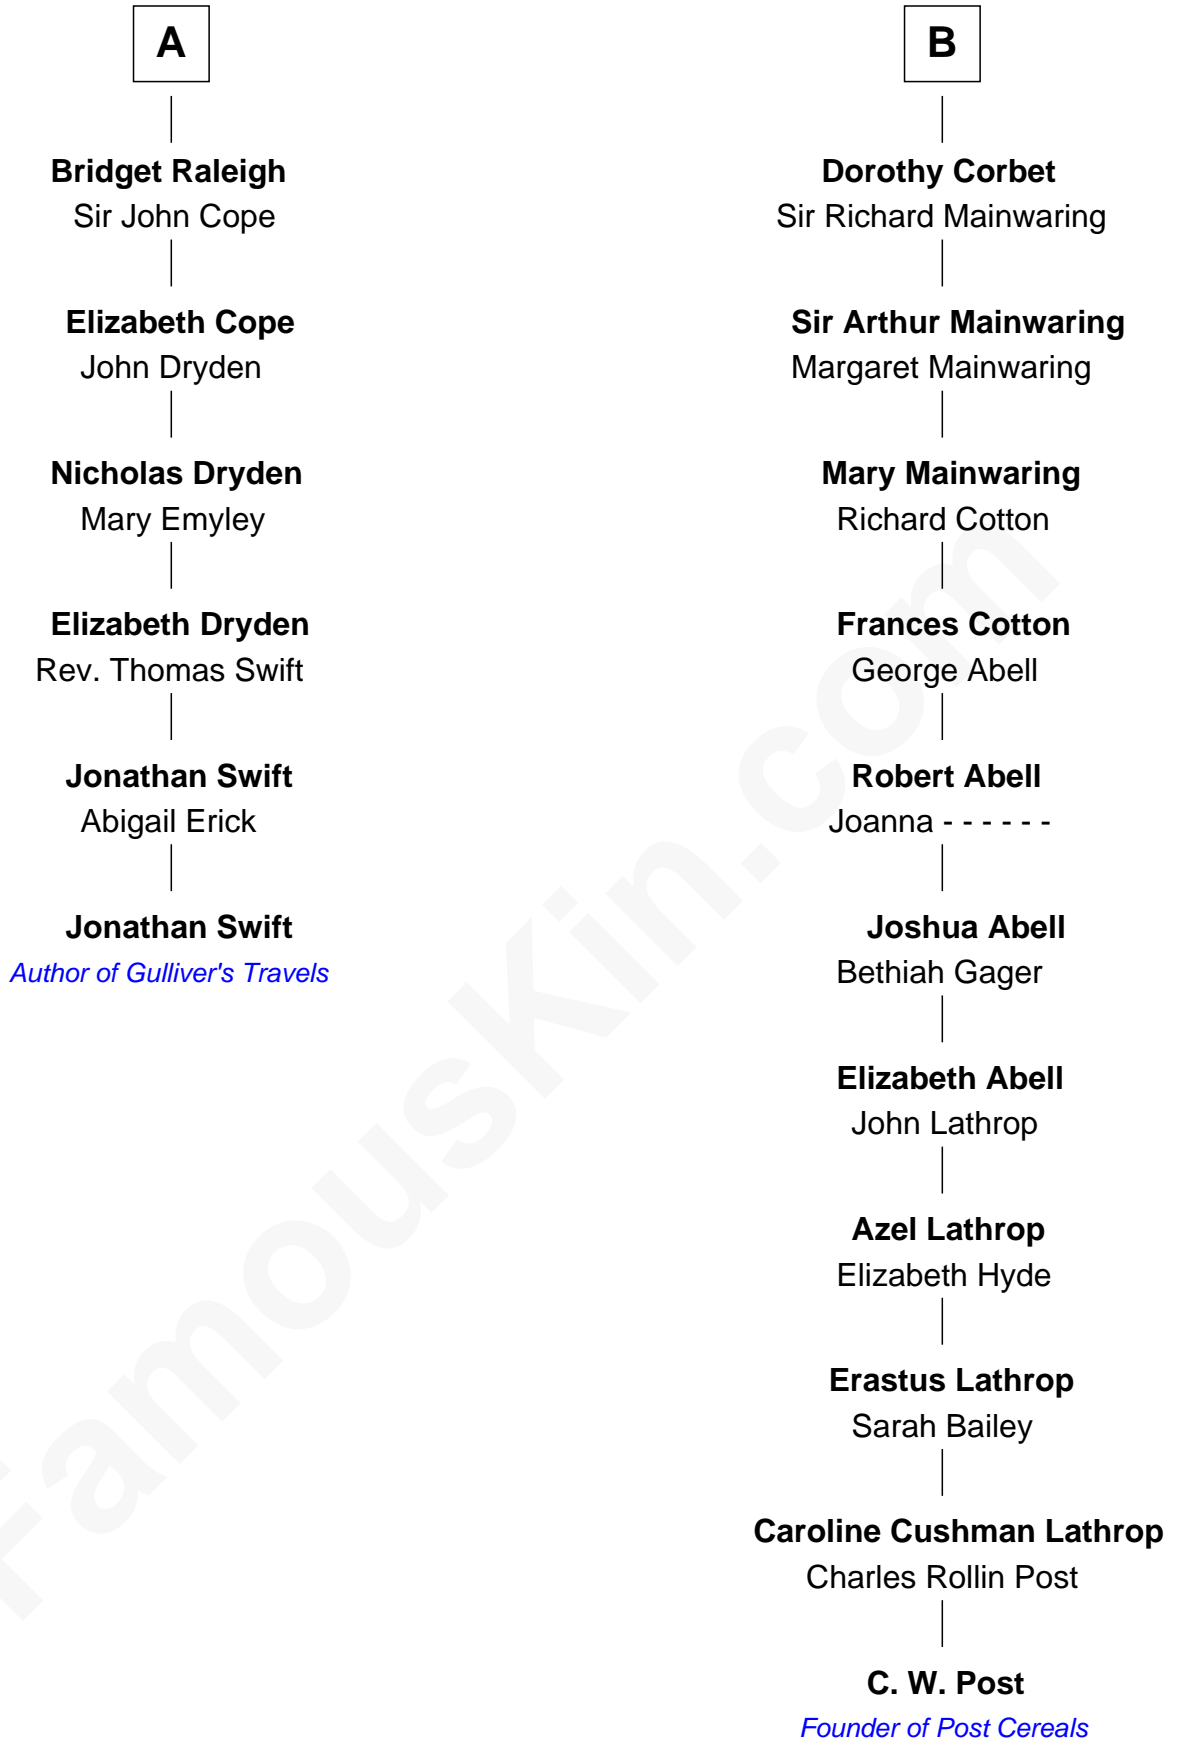 A
Bridget Raleigh
Sir John Cope
Elizabeth Cope
John Dryden
Nicholas Dryden
Mary Emyley
Elizabeth Dryden
Rev. Thomas Swift
Jonathan Swift
Abigail Erick
Jonathan Swift
Author of Gulliver's Travels
B
Dorothy Corbet
Sir Richard Mainwaring
Sir Arthur Mainwaring
Margaret Mainwaring
Mary Mainwaring
Richard Cotton
Frances Cotton
George Abell
Robert Abell
Joanna - - - - - -
Joshua Abell
Bethiah Gager
Elizabeth Abell
John Lathrop
Azel Lathrop
Elizabeth Hyde
Erastus Lathrop
Sarah Bailey
Caroline Cushman Lathrop
Charles Rollin Post
C. W. Post
Founder of Post Cereals
FamousKin.com